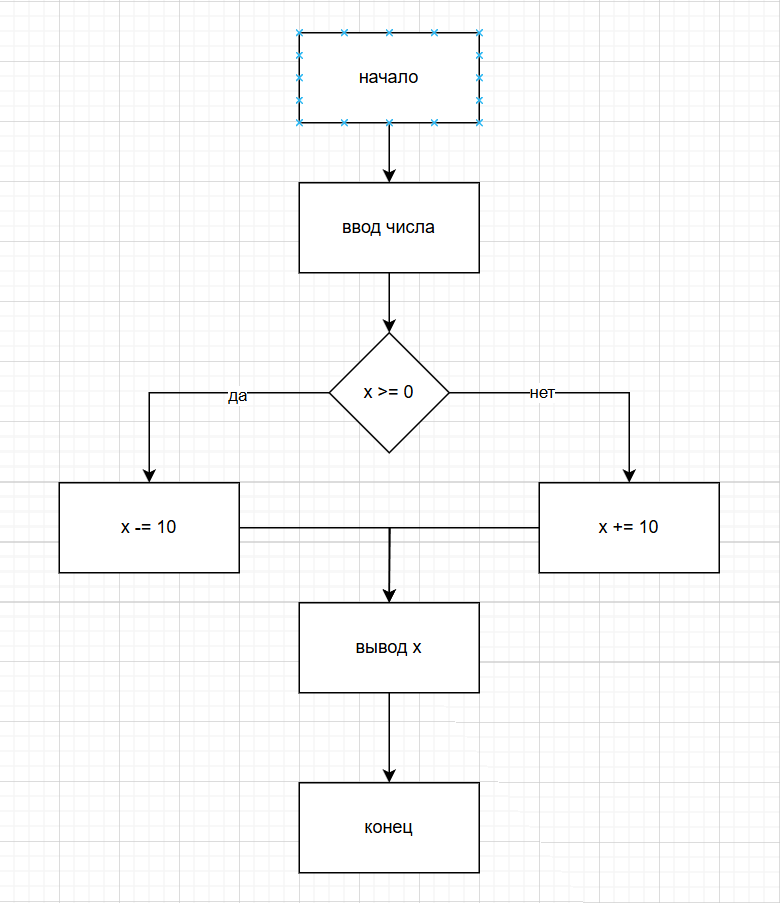 начало
ввод числа
x >= 0
да
нет
x -= 10
x += 10
вывод x
конец